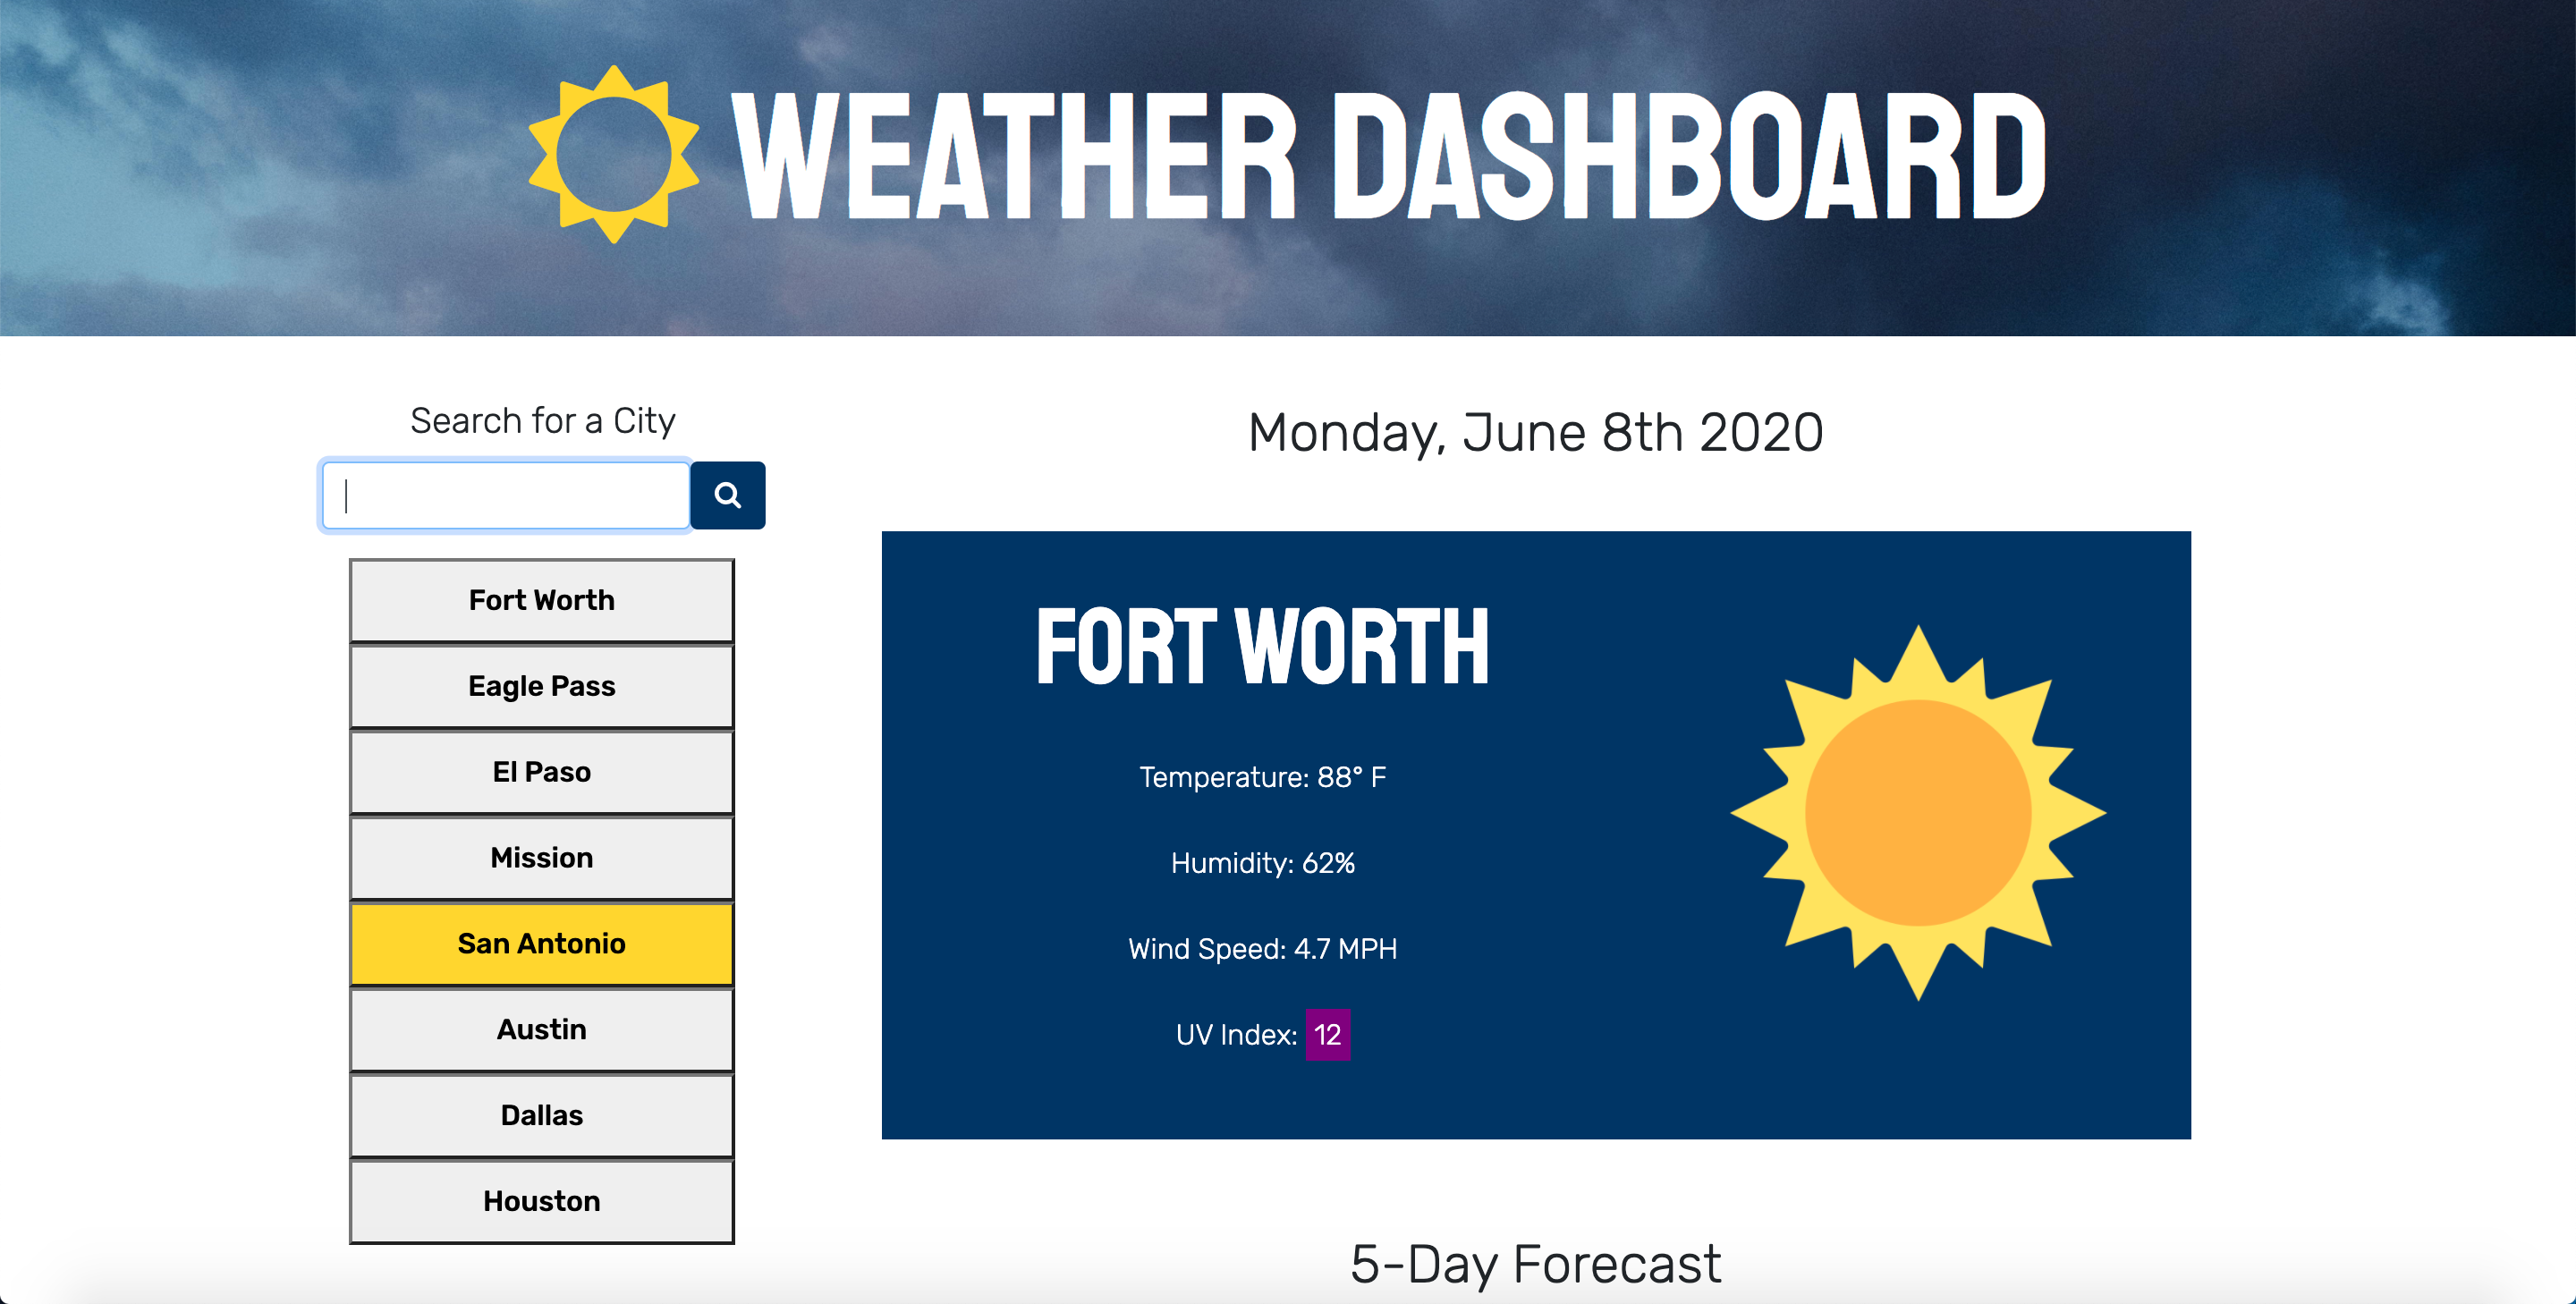 WEATHER DASHBOARD
Search for a City
Fort Worth
Eagle Pass
El Paso
Mission
San Antonio
Austin
Dallas
Houston
Monday, June 8th 2020
FORT WORTH
Temperature: 88° F
Humidity: 62%
Wind Speed: 4.7 MPH
UV Index: 12
5-Day Forecast